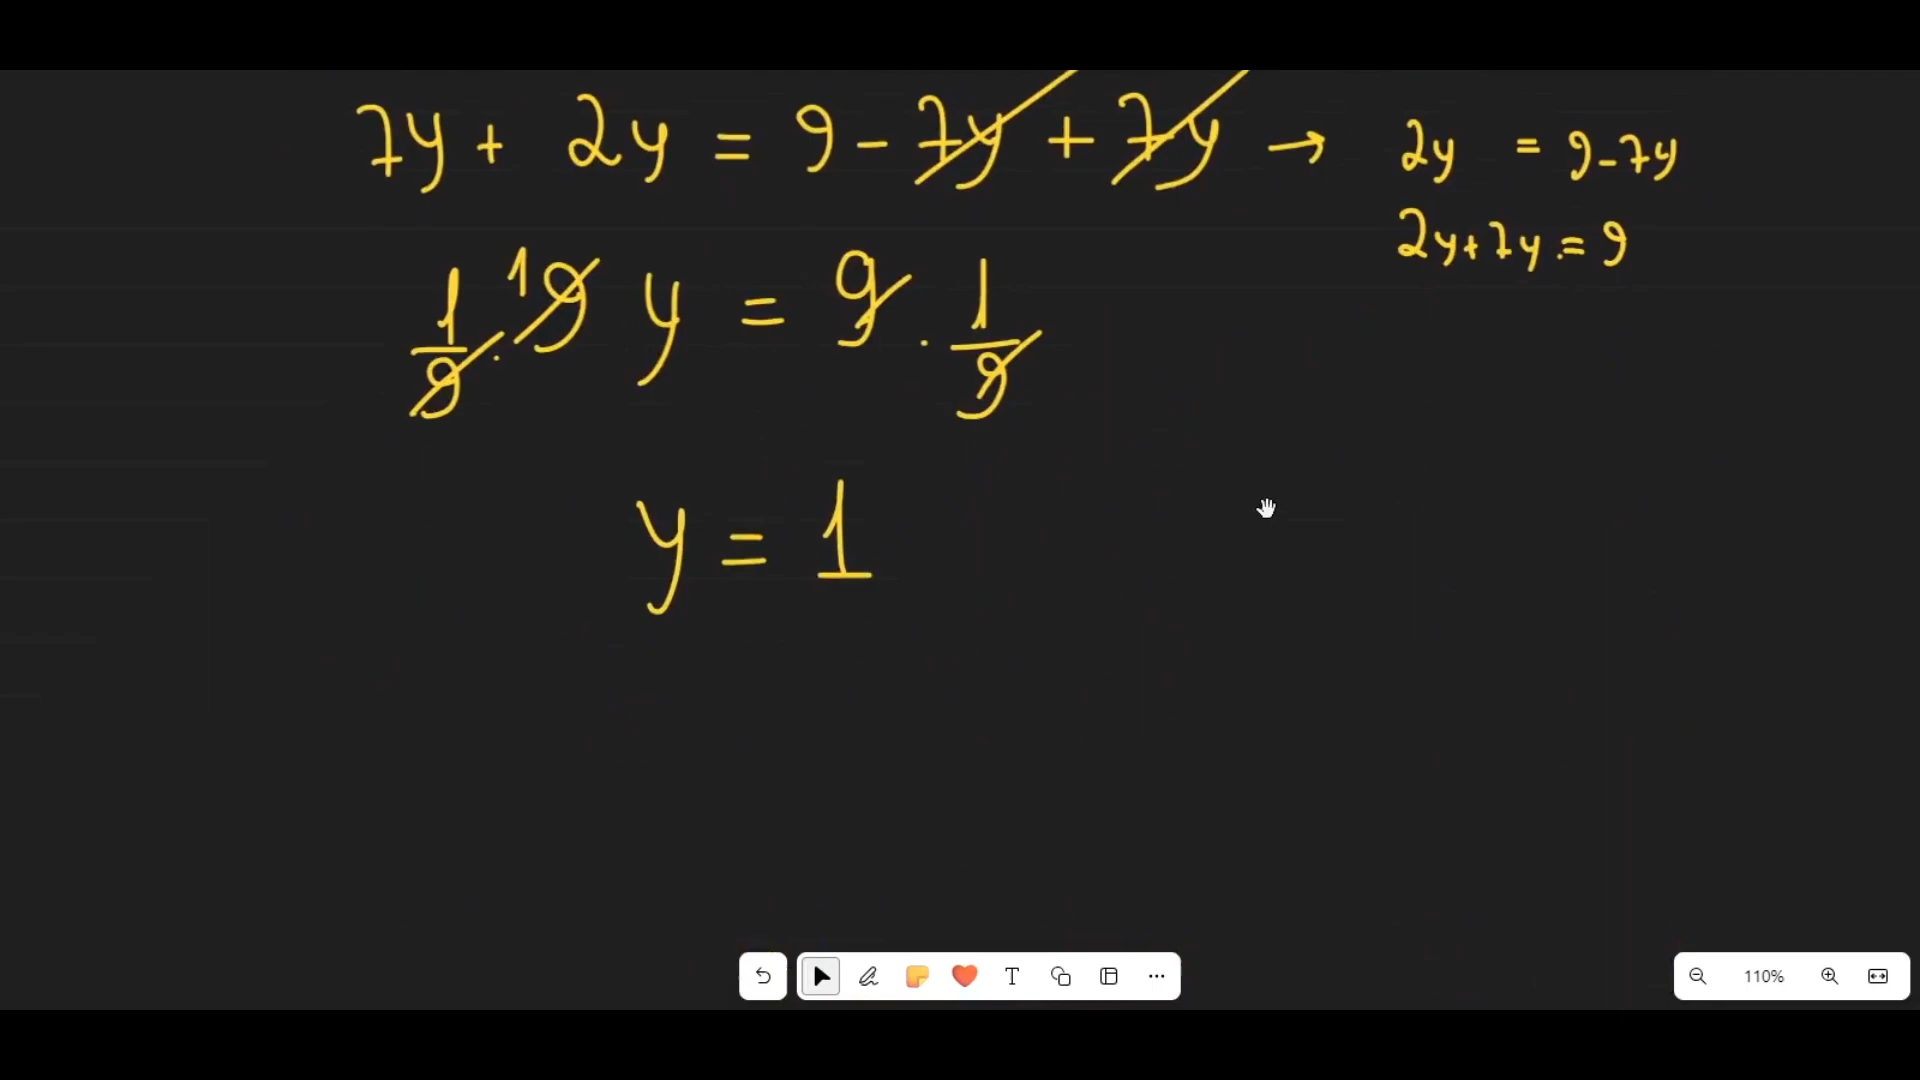 7y + 2y = 9 - 7y + 7y → 2y = 9-7y
2y+7y = 9
1/9 · 1 9 y = 9 · 1/9
y = 1
110%